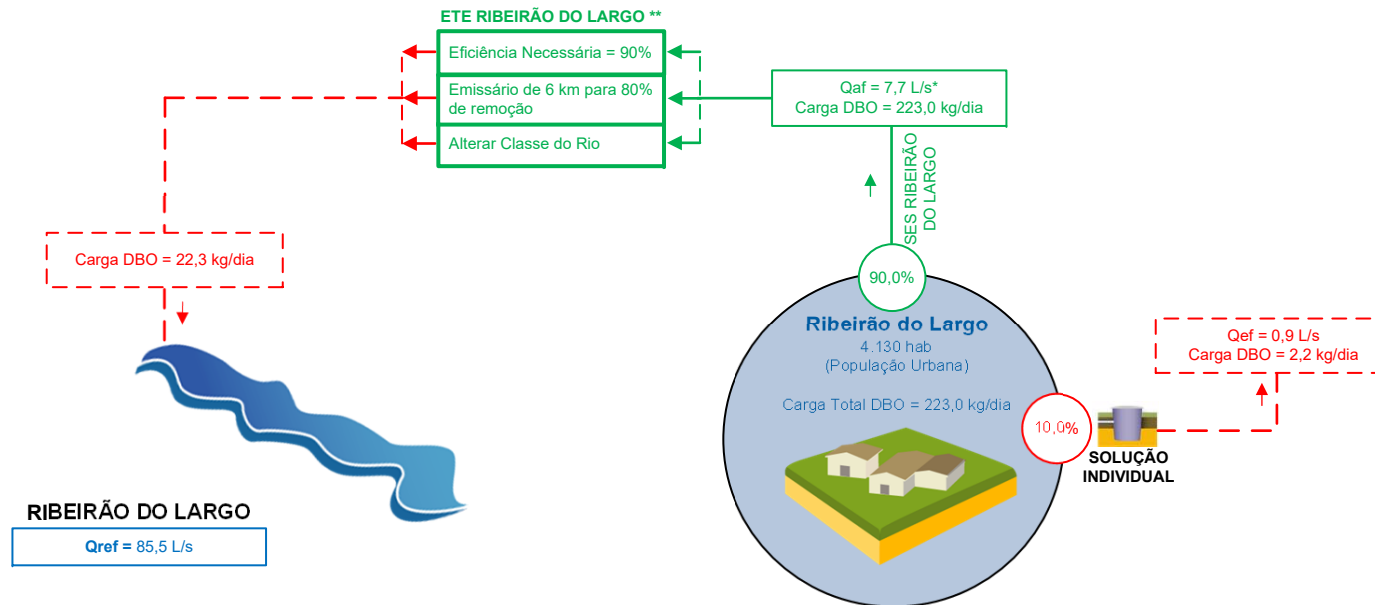 ETE RIBEIRÃO DO LARGO **
Eficiência Necessária = 90%
Emissário de 6 km para 80%
de remoção
Alterar Classe do Rio
Qaf = 7,7 L/s*
Carga DBO = 223,0 kg/dia
SES RIBEIRÃO
DO LARGO
Carga DBO = 22,3 kg/dia
90,0%
Ribeirão do Largo
4.130 hab
(População Urbana)
Carga Total DBO = 223,0 kg/dia
Qef = 0,9 L/s
Carga DBO = 2,2 kg/dia
10,0%
SOLUÇÃO
INDIVIDUAL
RIBEIRÃO DO LARGO
Qref = 85,5 L/s